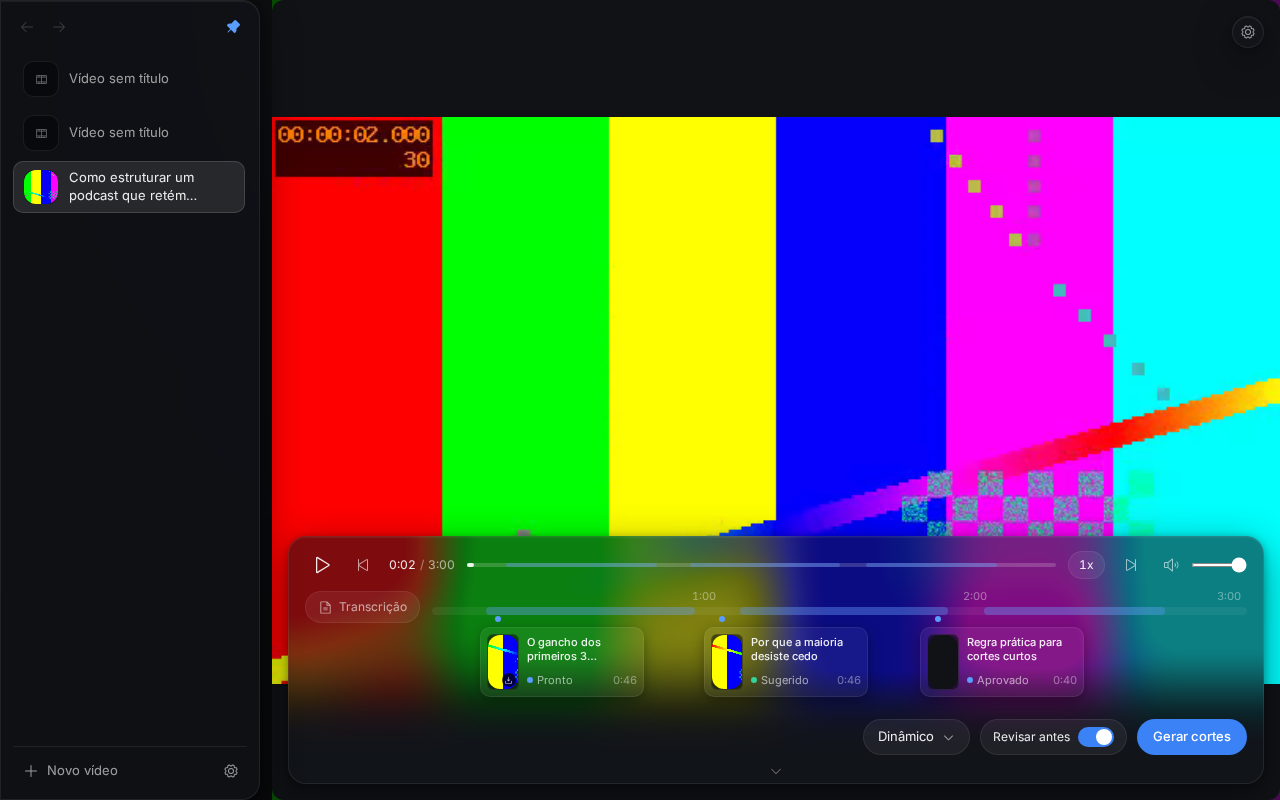 Vídeo sem título
Vídeo sem título
Como estruturar um
podcast que retém...
Novo vídeo
00:00:02.000
30
0:02 / 3:00
1x
Transcrição
1:00
2:00
3:00
O gancho dos
primeiros 3...
Pronto
0:46
Por que a maioria
desiste cedo
Sugerido
0:46
Regra prática para
cortes curtos
Aprovado
0:40
Dinâmico
Revisar antes
Gerar cortes